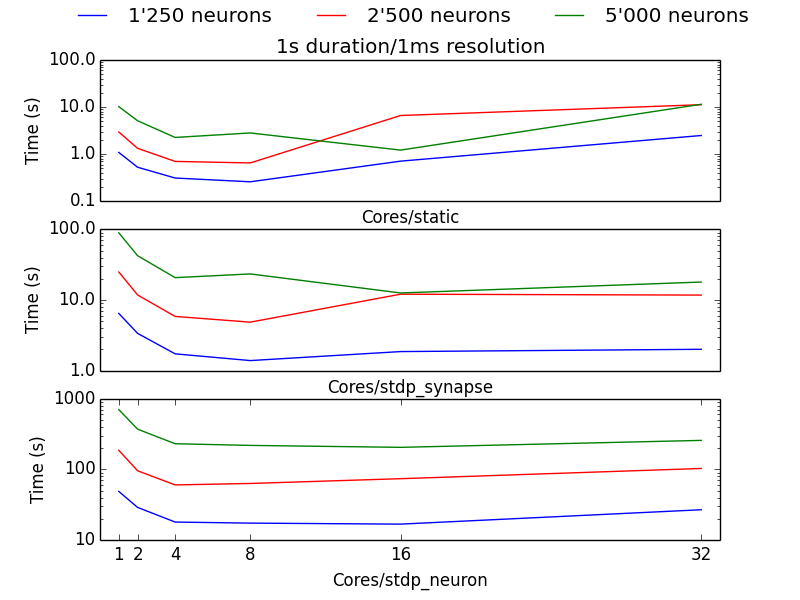 1'250 neurons 2'500 neurons 5'000 neurons
1s duration/1ms resolution
100.0
10.0
1.0
0.1
Time (s)
Cores/static
100.0
10.0
1.0
Time (s)
Cores/stdp_synapse
1000
100
10
Time (s)
1 2 4 8 16 32
Cores/stdp_neuron